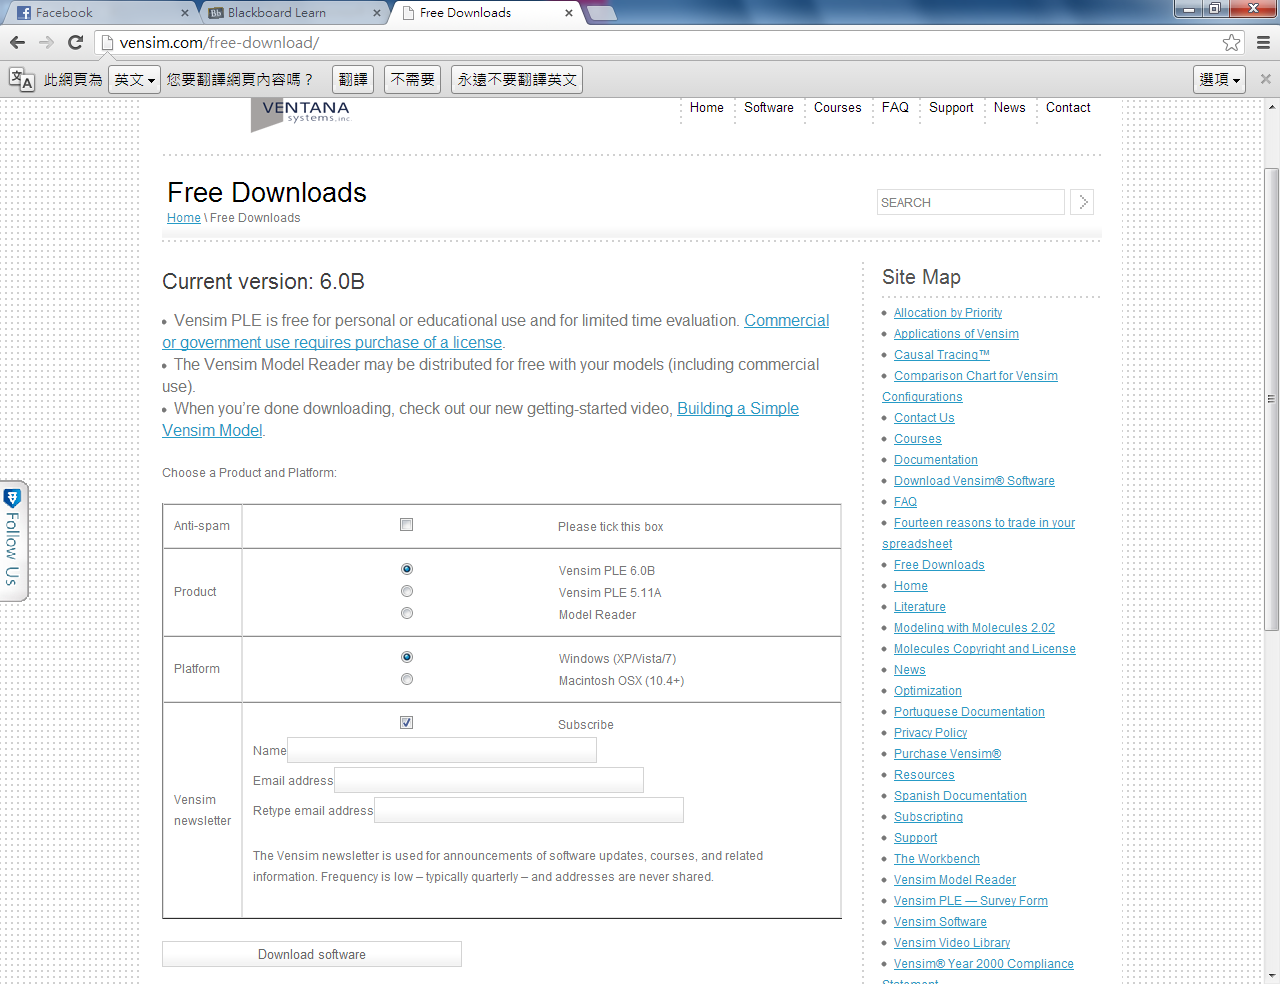 Facebook
Blackboard Learn
Free Downloads
vensim.com/free-download/
此網頁為 英文 您要翻譯網頁內容嗎？ 翻譯 不需要 永遠不要翻譯英文 選項
VENTANA
systems, inc.
Home Software Courses FAQ Support News Contact
Free Downloads
Home \ Free Downloads
SEARCH
Current version: 6.0B
• Vensim PLE is free for personal or educational use and for limited time evaluation. Commercial
or government use requires purchase of a license.
• The Vensim Model Reader may be distributed for free with your models (including commercial
use).
• When you’re done downloading, check out our new getting-started video, Building a Simple
Vensim Model.
Choose a Product and Platform:
Anti-spam
Please tick this box
Product
Vensim PLE 6.0B
Vensim PLE 5.11A
Model Reader
Platform
Windows (XP/Vista/7)
Macintosh OSX (10.4+)
Vensim
newsletter
Subscribe
Name
Email address
Retype email address
The Vensim newsletter is used for announcements of software updates, courses, and related
information. Frequency is low – typically quarterly – and addresses are never shared.
Download software
Site Map
• Allocation by Priority
• Applications of Vensim
• Causal Tracing™
• Comparison Chart for Vensim
Configurations
• Contact Us
• Courses
• Documentation
• Download Vensim® Software
• FAQ
• Fourteen reasons to trade in your
spreadsheet
• Free Downloads
• Home
• Literature
• Modeling with Molecules 2.02
• Molecules Copyright and License
• News
• Optimization
• Portuguese Documentation
• Privacy Policy
• Purchase Vensim®
• Resources
• Spanish Documentation
• Subscripting
• Support
• The Workbench
• Vensim Model Reader
• Vensim PLE — Survey Form
• Vensim Software
• Vensim Video Library
• Vensim® Year 2000 Compliance
Statement
Follow Us